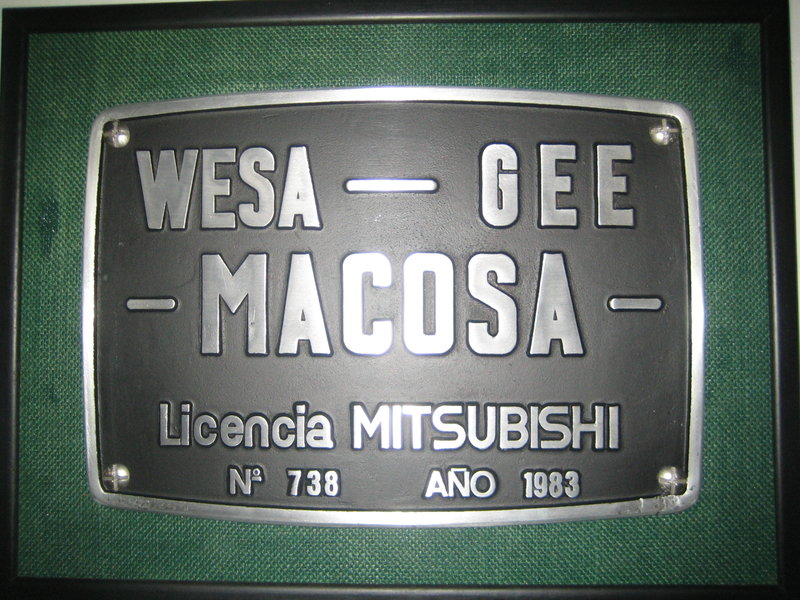 WESA — GEE
— MACOSA —
Licencia MITSUBISHI
Nº 738 AÑO 1983